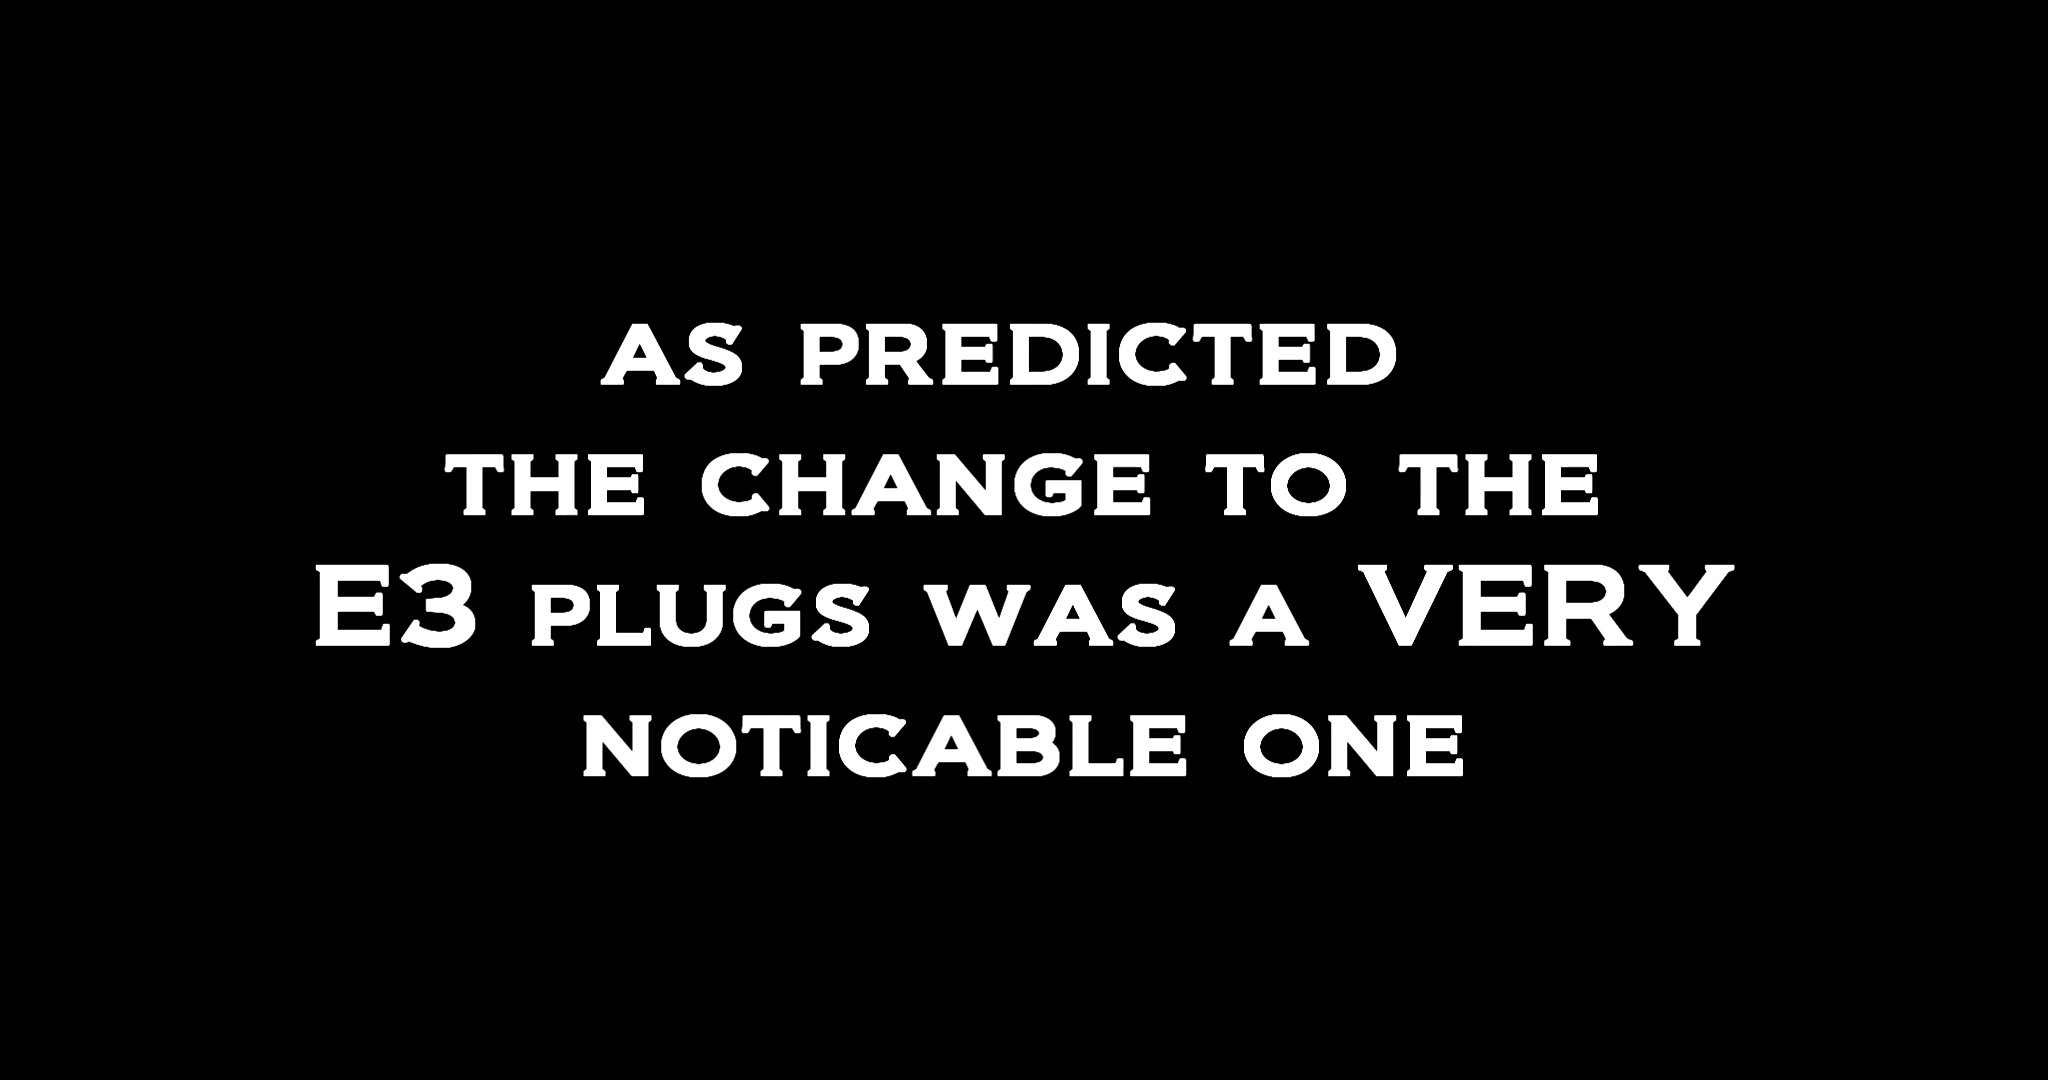 as predicted
the change to the
E3 plugs was a VERY
noticable one